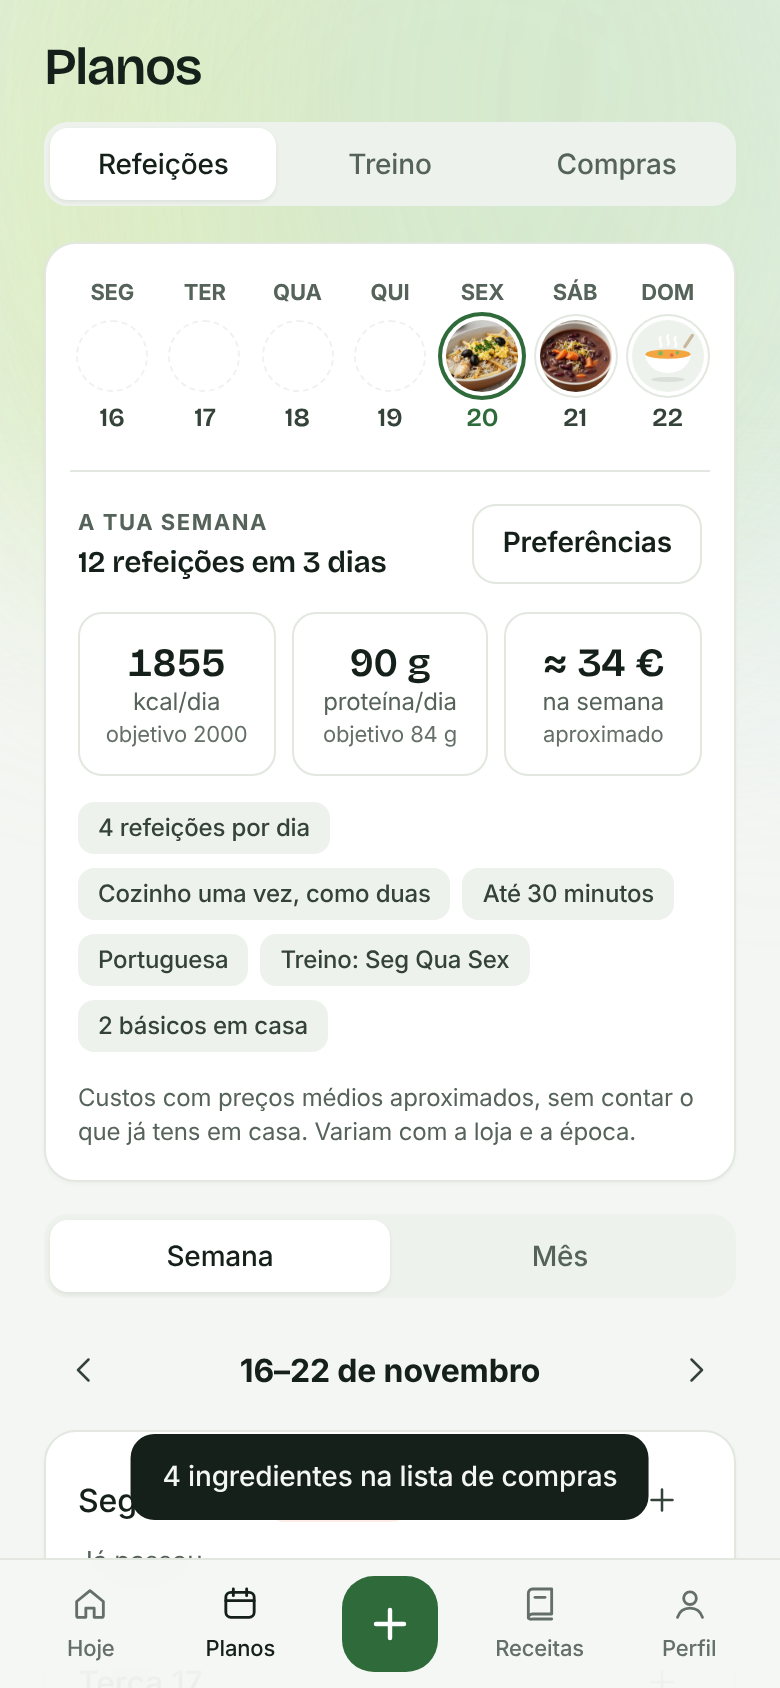 Planos
Refeições Treino Compras
SEG TER QUA QUI SEX SÁB DOM
16 17 18 19 20 21 22
A TUA SEMANA
12 refeições em 3 dias
Preferências
1855 90 g ≈ 34 €
kcal/dia proteína/dia na semana
objetivo 2000 objetivo 84 g aproximado
4 refeições por dia
Cozinho uma vez, como duas Até 30 minutos
Portuguesa Treino: Seg Qua Sex
2 básicos em casa
Custos com preços médios aproximados, sem contar o
que já tens em casa. Variam com a loja e a época.
Semana Mês
16–22 de novembro
4 ingredientes na lista de compras
Seg
Já passou
Hoje Planos Receitas Perfil
Terça 17